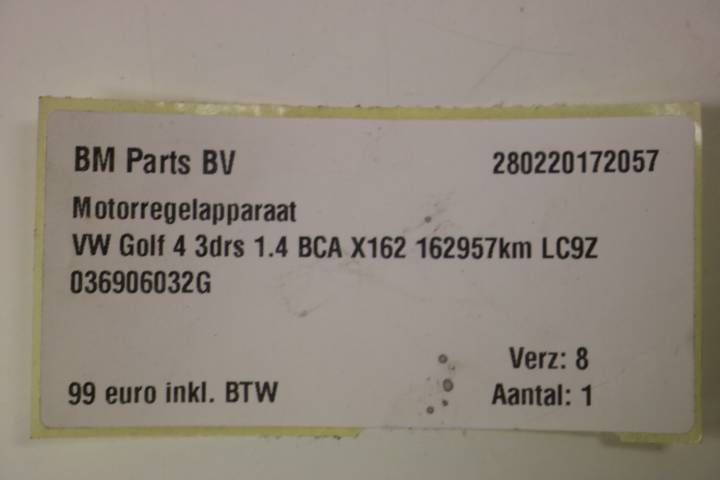 BM Parts BV 280220172057
Motorregelapparaat
VW Golf 4 3drs 1.4 BCA X162 162957km LC9Z
036906032G
Verz: 8
99 euro inkl. BTW Aantal: 1